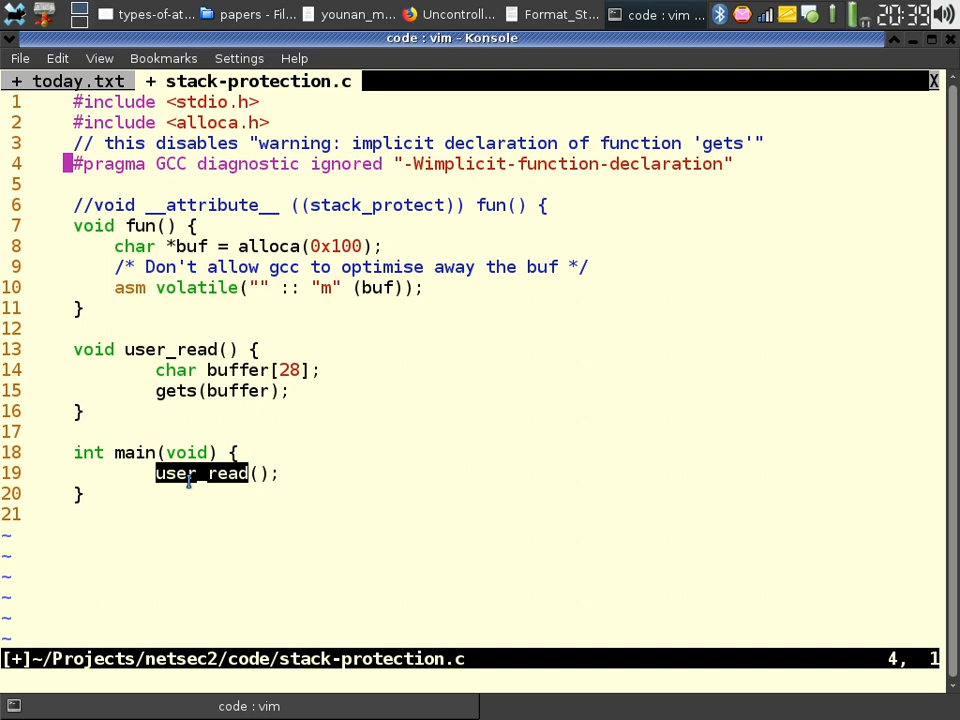 types-of-at...
papers - Fil...
younan_m...
Uncontroll...
Format_St...
code : vim ...
20:39
code : vim - Konsole
File Edit View Bookmarks Settings Help
+ today.txt + stack-protection.c X
1 #include <stdio.h>
2 #include <alloca.h>
3 // this disables "warning: implicit declaration of function 'gets'"
4 #pragma GCC diagnostic ignored "-Wimplicit-function-declaration"
5
6 //void __attribute__ ((stack_protect)) fun() {
7 void fun() {
8 char *buf = alloca(0x100);
9 /* Don't allow gcc to optimise away the buf */
10 asm volatile("" :: "m" (buf));
11 }
12
13 void user_read() {
14 char buffer[28];
15 gets(buffer);
16 }
17
18 int main(void) {
19 user_read();
20 }
21
~
~
~
~
~
~
[+]~/Projects/netsec2/code/stack-protection.c 4, 1
code : vim